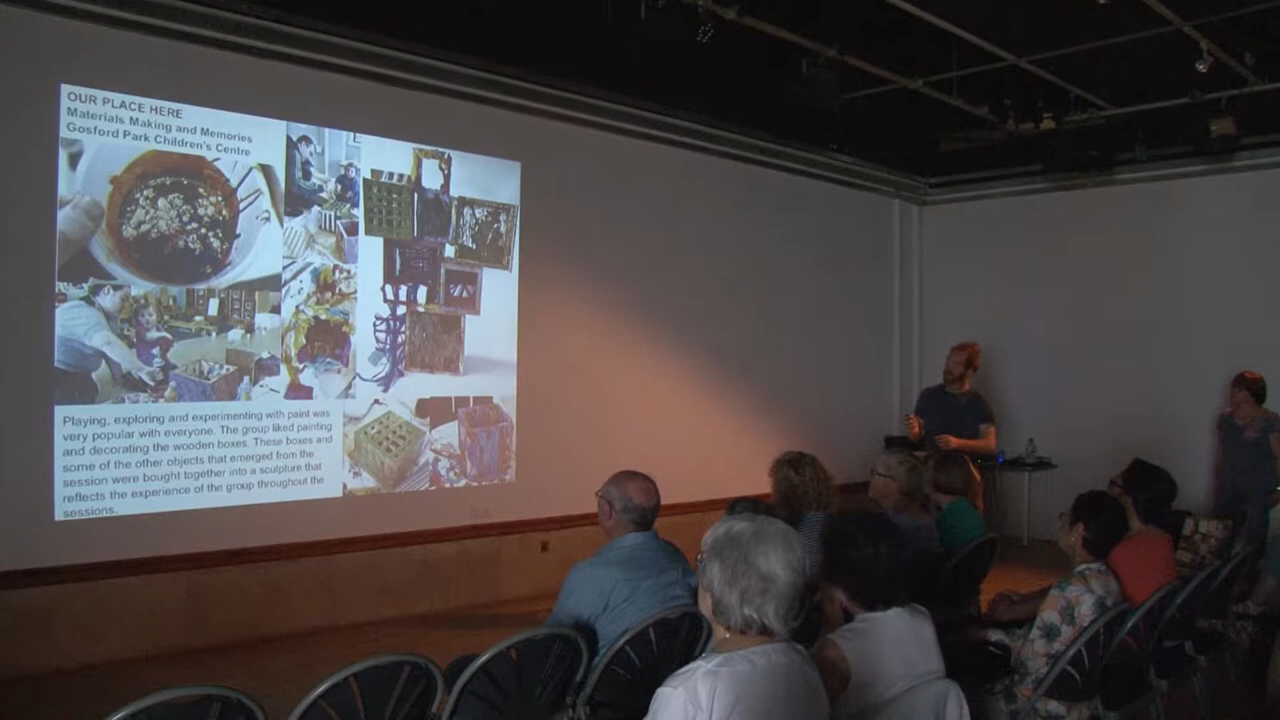 OUR PLACE HERE
Materials Making and Memories
Gosford Park Children's Centre
Playing, exploring and experimenting with paint was
very popular with everyone. The group liked painting
and decorating the wooden boxes. These boxes and
some of the other objects that emerged from the
session were bought together into a sculpture that
reflects the experience of the group throughout the
sessions.